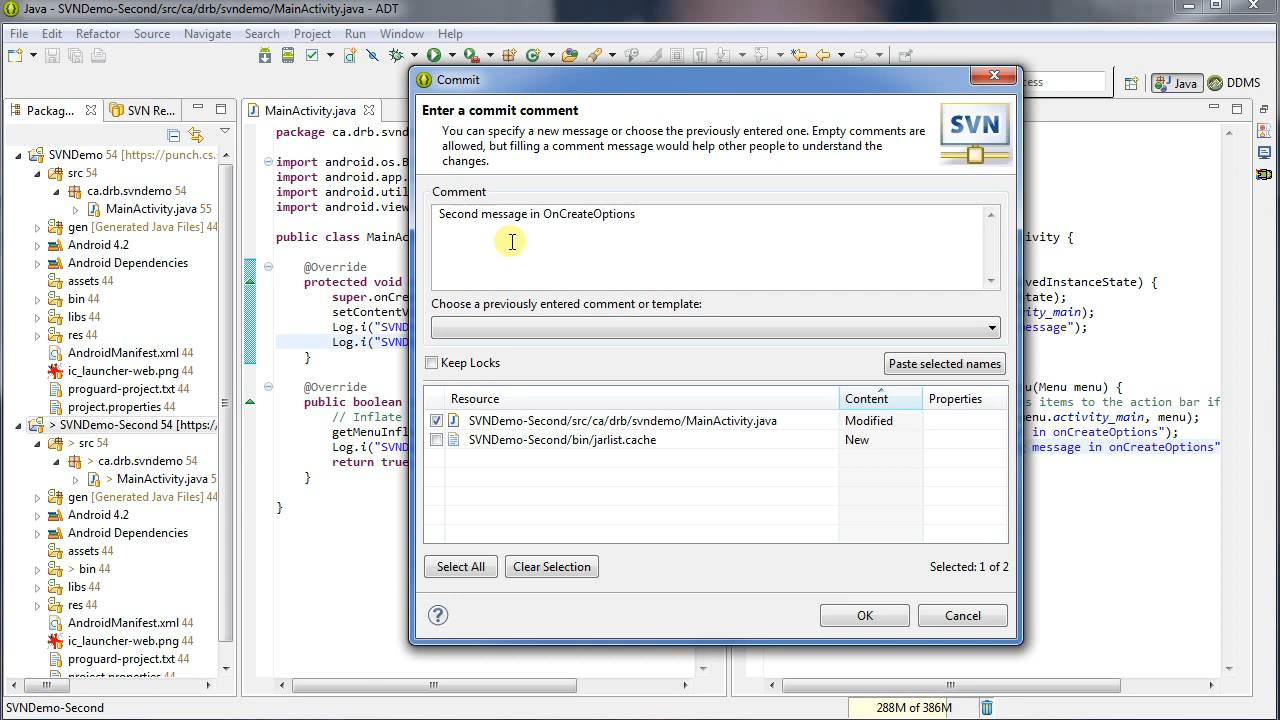 Java - SVNDemo-Second/src/ca/drb/svndemo/MainActivity.java - ADT
File Edit Refactor Source Navigate Search Project Run Window Help
Java DDMS
Packag... SVN Re...
MainActivity.java
SVNDemo 54 [https://punch.cs.
src 54
ca.drb.svndemo 54
MainActivity.java 55
gen [Generated Java Files] 44
Android 4.2
Android Dependencies
assets 44
bin 44
libs 44
res 44
AndroidManifest.xml 44
ic_launcher-web.png 44
proguard-project.txt 44
project.properties 44
> SVNDemo-Second 54 [https:/
> src 44
> ca.drb.svndemo 54
> MainActivity.java 5
gen [Generated Java Files] 44
Android 4.2
Android Dependencies
assets 44
> bin 44
libs 44
res 44
AndroidManifest.xml 44
ic_launcher-web.png 44
proguard-project.txt 44
project.properties 44
package ca.drb.svnd
import android.os.B
import android.app.
import android.util
import android.view
public class MainAc
@Override
protected void
super.onCre
setContentV
Log.i("SVND
Log.i("SVND
}
@Override
public boolean
// Inflate
getMenuInfl
Log.i("SVND
return true
}
}
Commit
Enter a commit comment
You can specify a new message or choose the previously entered one. Empty comments are
allowed, but filling a comment message would help other people to understand the
changes.
SVN
Comment
Second message in OnCreateOptions
Choose a previously entered comment or template:
Keep Locks
Paste selected names
Resource Content Properties
SVNDemo-Second/src/ca/drb/svndemo/MainActivity.java Modified
SVNDemo-Second/bin/jarlist.cache New
Select All Clear Selection Selected: 1 of 2
? OK Cancel
ivity {
vedInstanceState) {
tate);
ctivity_main);
essage");
nu(Menu menu) {
s items to the action bar if
enu.activity_main, menu);
in onCreateOptions");
message in onCreateOptions"
SVNDemo-Second
288M of 386M